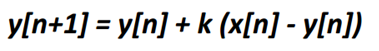 y[n+1] = y[n] + k (x[n] - y[n])